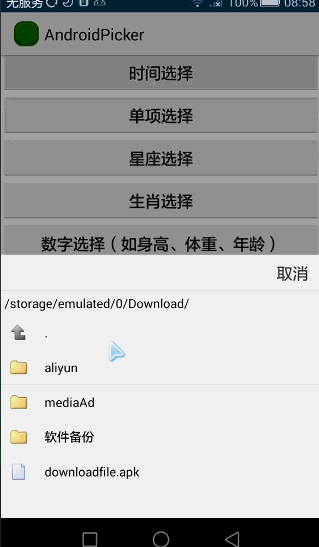 无服务
100% 08:58
AndroidPicker
时间选择
单项选择
星座选择
生肖选择
数字选择（如身高、体重、年龄）
取消
/storage/emulated/0/Download/
.
aliyun
mediaAd
软件备份
downloadfile.apk